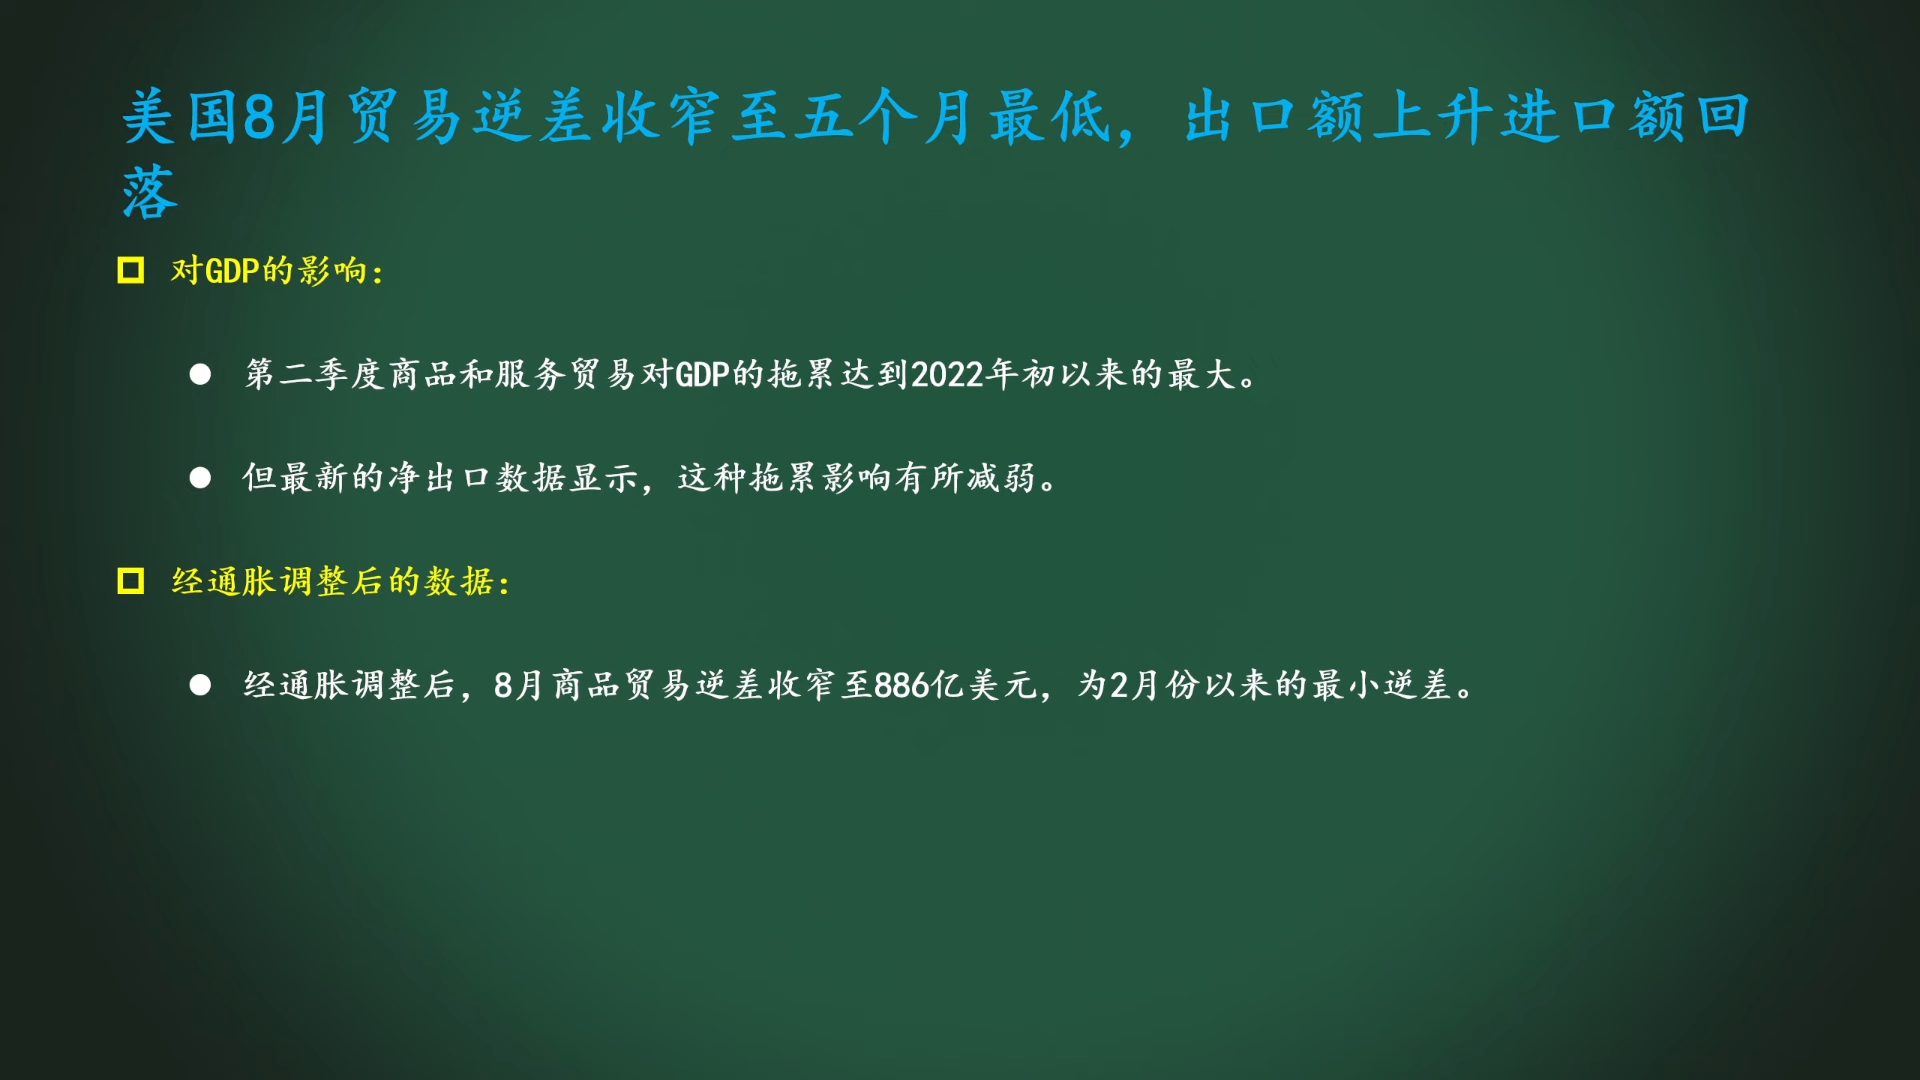 美国8月贸易逆差收窄至五个月最低，出口额上升进口额回
落
对GDP的影响：
第二季度商品和服务贸易对GDP的拖累达到2022年初以来的最大。
但最新的净出口数据显示，这种拖累影响有所减弱。
经通胀调整后的数据：
经通胀调整后，8月商品贸易逆差收窄至886亿美元，为2月份以来的最小逆差。